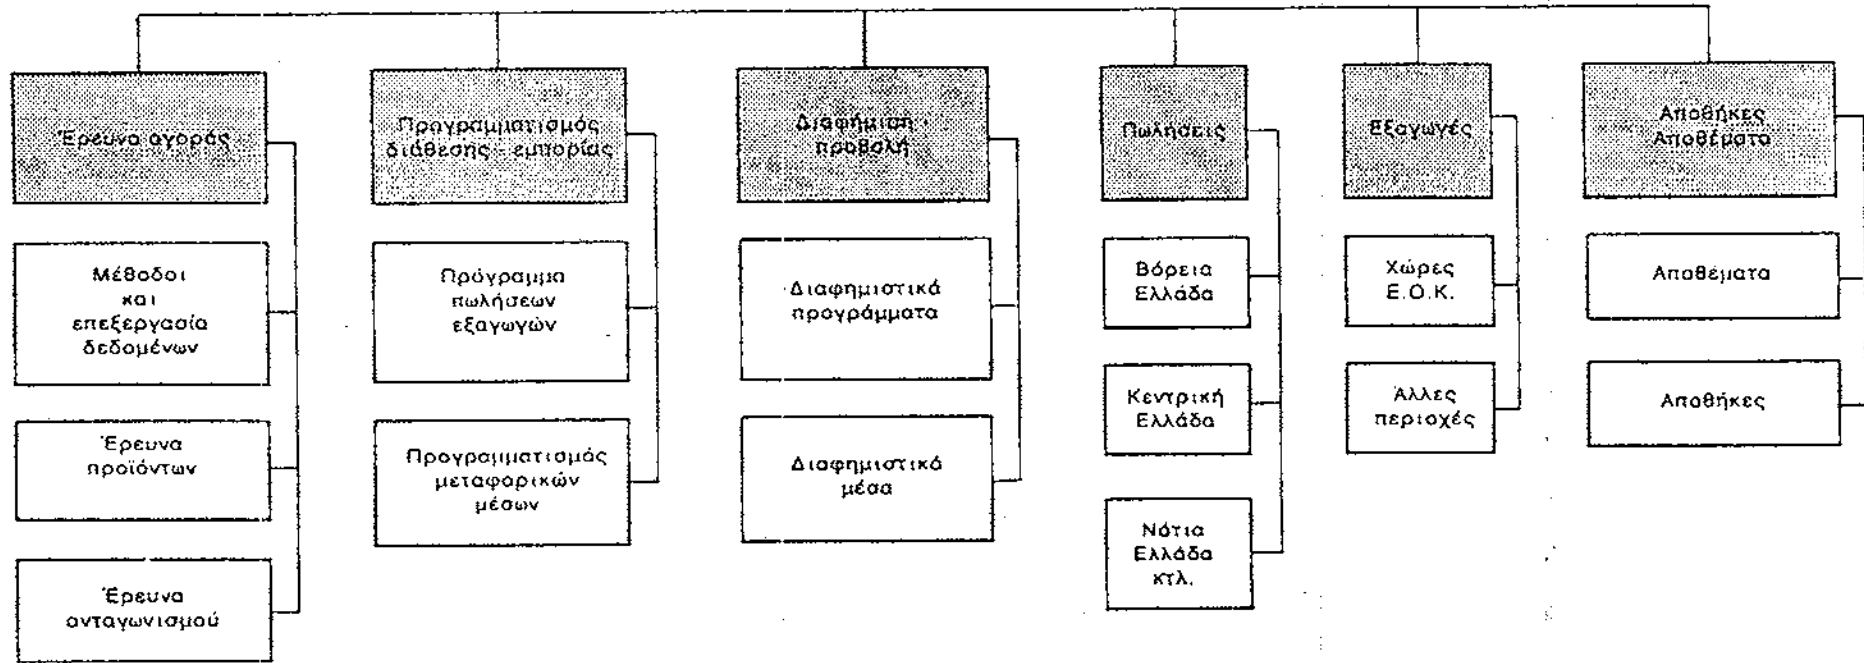 Έρευνα αγοράς
Μέθοδοι
και
επεξεργασία
δεδομένων
Έρευνα
προϊόντων
Έρευνα
ανταγωνισμού
Προγραμματισμός
διάθεσης - εμπορίας
Πρόγραμμα
πωλήσεων
εξαγωγών
Προγραμματισμός
μεταφορικών
μέσων
Διαφήμιση -
προβολή
Διαφημιστικά
προγράμματα
Διαφημιστικά
μέσα
Πωλήσεις
Βόρεια
Ελλάδα
Κεντρική
Ελλάδα
Νότια
Ελλάδα
κτλ.
Εξαγωγές
Χώρες
Ε.Ο.Κ.
Άλλες
περιοχές
Αποθήκες
Αποθέματα
Αποθέματα
Αποθήκες